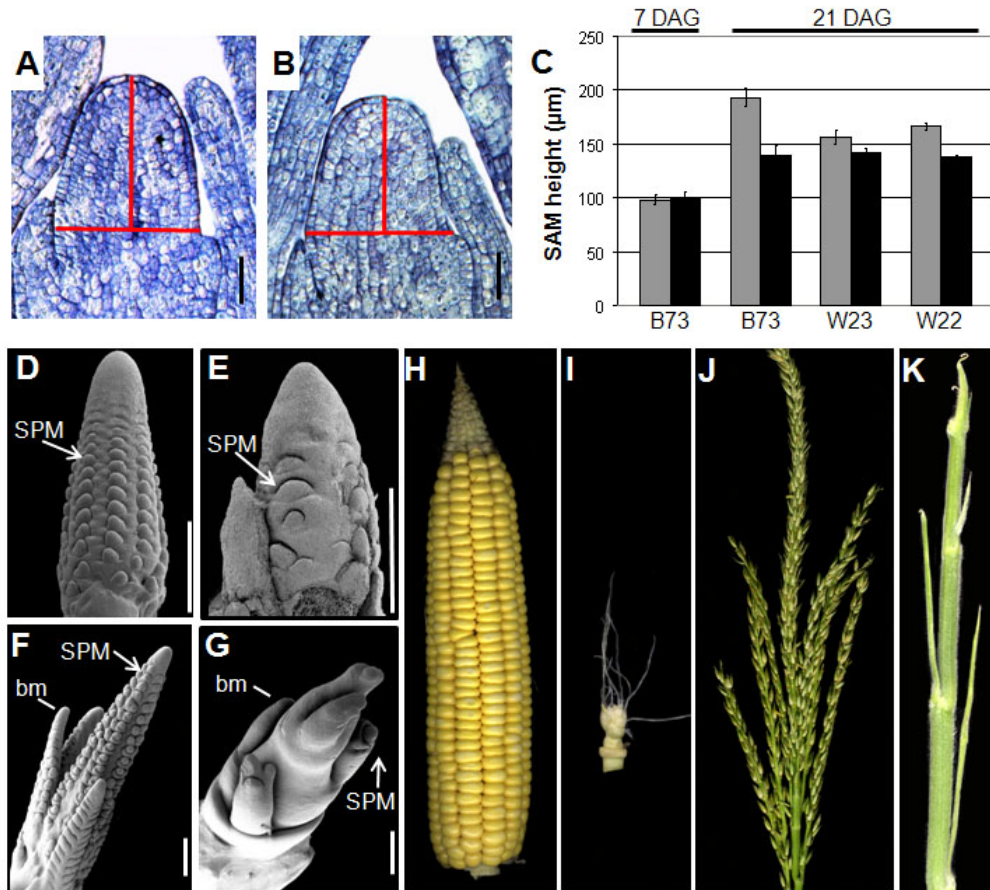 7 DAG 21 DAG
A
B
C
SAM height (µm)
250
200
150
100
50
0
B73 B73 W23 W22
D
SPM
E
SPM
F
SPM
bm
G
bm
SPM
H
I
J
K